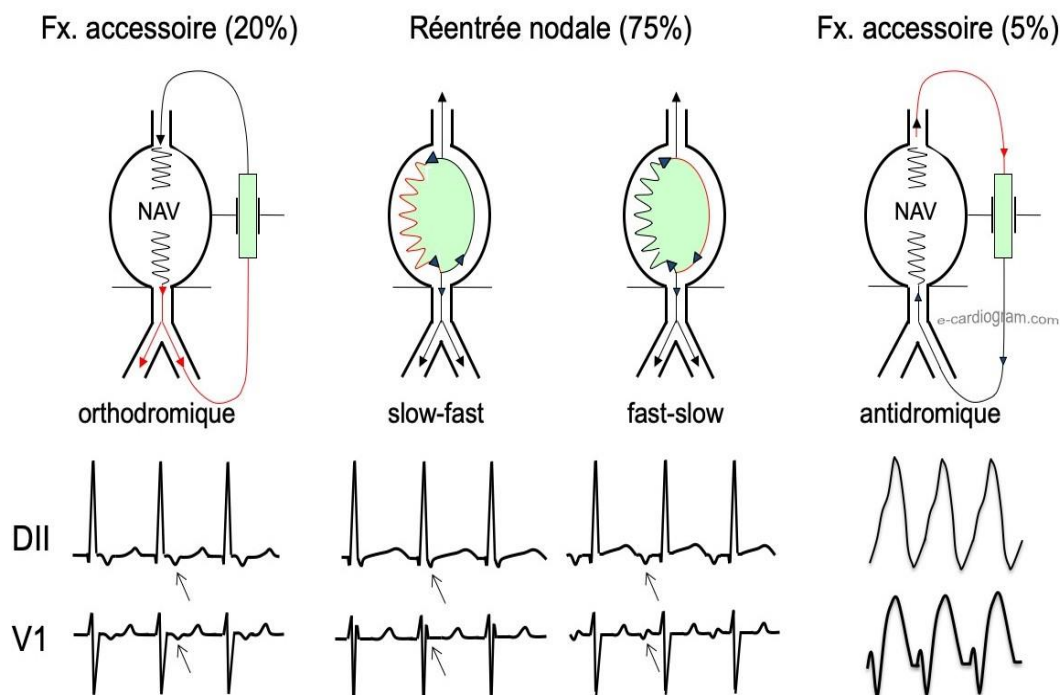 Fx. accessoire (20%)
Réentrée nodale (75%)
Fx. accessoire (5%)
NAV
NAV
e-cardiogram.com
orthodromique
slow-fast
fast-slow
antidromique
DII
V1